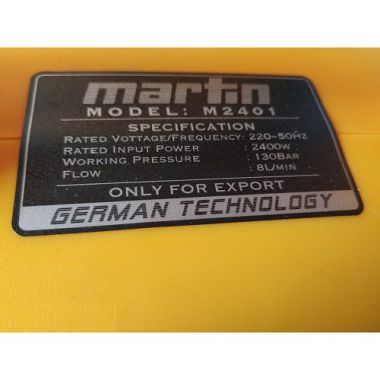 martin
MODEL: M2401
SPECIFICATION
RATED VOTTAGE/FREQUENCY: 220~50HZ
RATED INPUT POWER : 2400W
WORKING PRESSURE : 130BAR
FLOW : 8L/MIN
ONLY FOR EXPORT
GERMAN TECHNOLOGY